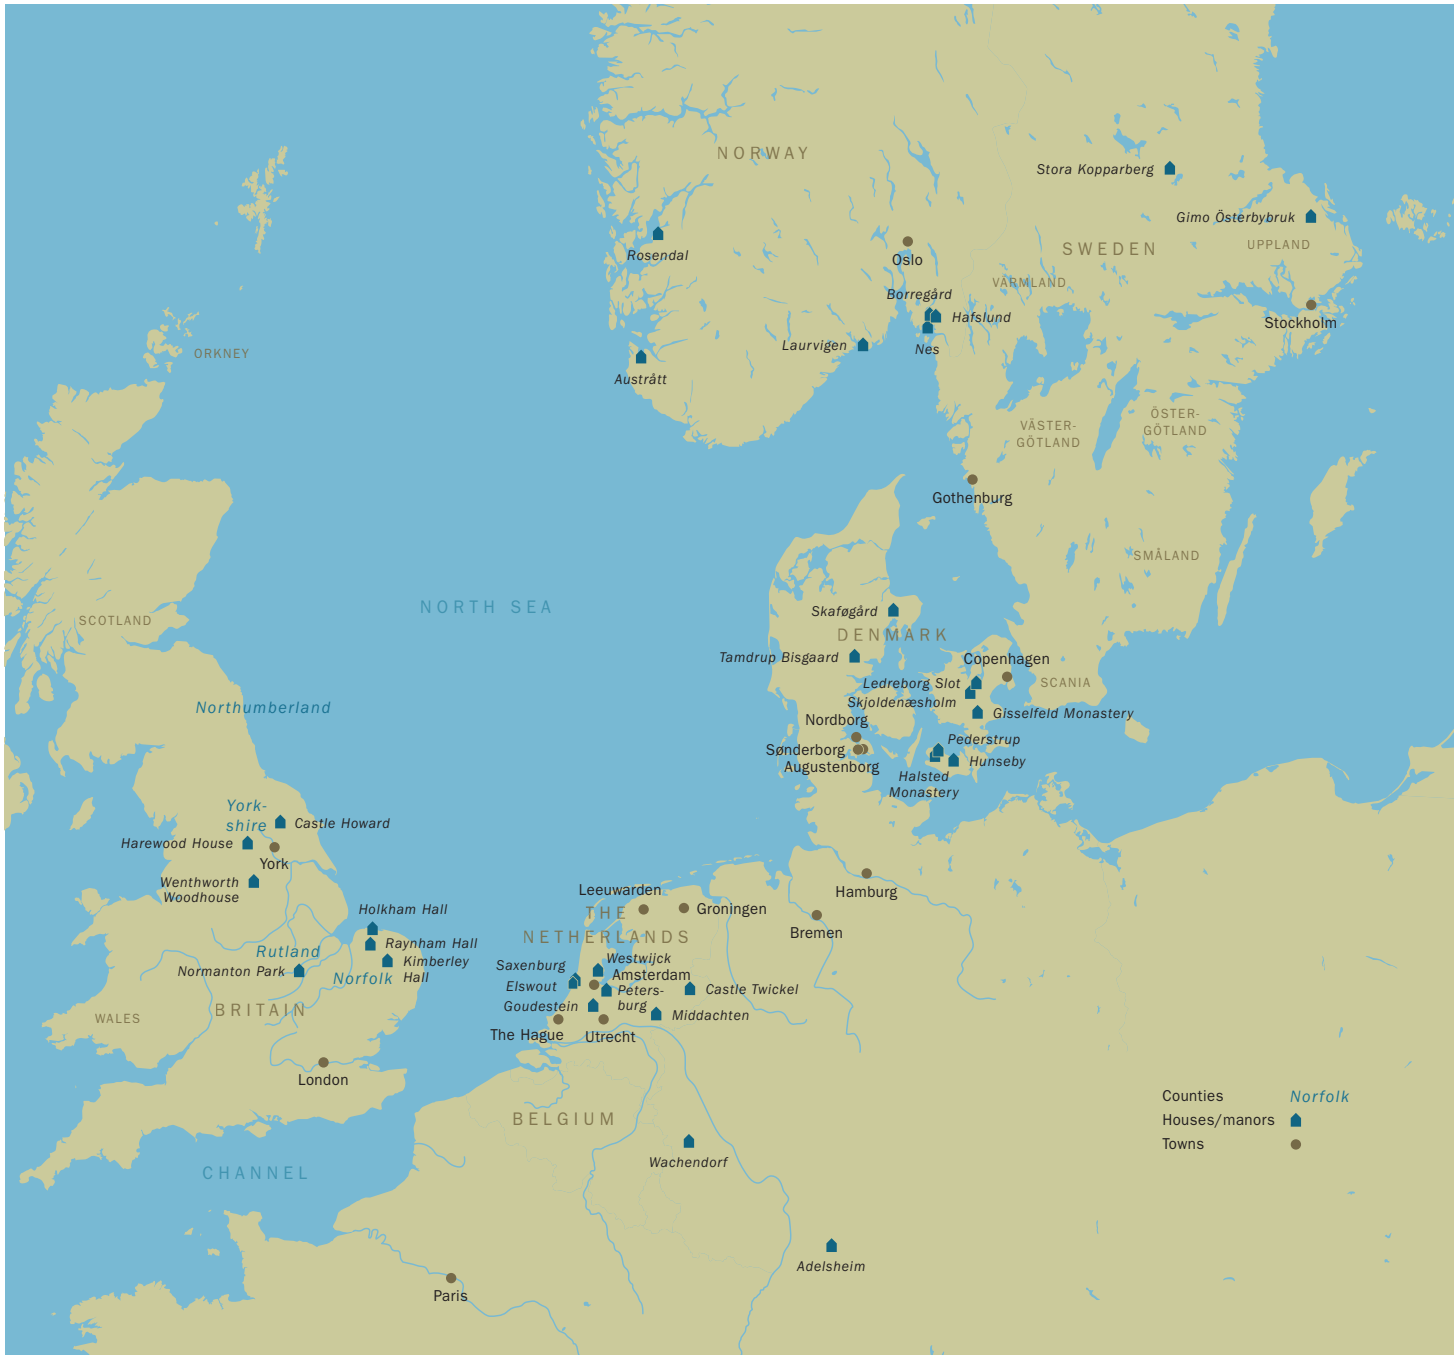 NORWAY
Stora Kopparberg
Gimo Österbybruk
UPPLAND
SWEDEN
Rosendal
Oslo
VÄRMLAND
Borregård
Hafslund
Stockholm
Laurvigen
Nes
ORKNEY
Austrått
ÖSTER-
GÖTLAND
VÄSTER-
GÖTLAND
Gothenburg
SMÅLAND
NORTH SEA
SCOTLAND
Skaføgård
DENMARK
Tamdrup Bisgaard
Copenhagen
Ledreborg Slot
SCANIA
Skjoldenæsholm
Gisselfeld Monastery
Northumberland
Nordborg
Pederstrup
Sønderborg
Hunseby
Augustenborg
Halsted
Monastery
York-
shire
Castle Howard
Harewood House
York
Wenthworth
Woodhouse
Hamburg
Leeuwarden
Holkham Hall
THE
NETHERLANDS
Groningen
Bremen
Raynham Hall
Rutland
Kimberley
Hall
Normanton Park
Norfolk
Westwijck
Saxenburg
Amsterdam
Elswout
Peters-
burg
Castle Twickel
Goudestein
Middachten
WALES
BRITAIN
The Hague
Utrecht
London
BELGIUM
Counties
Norfolk
Houses/manors
Towns
Wachendorf
CHANNEL
Adelsheim
Paris